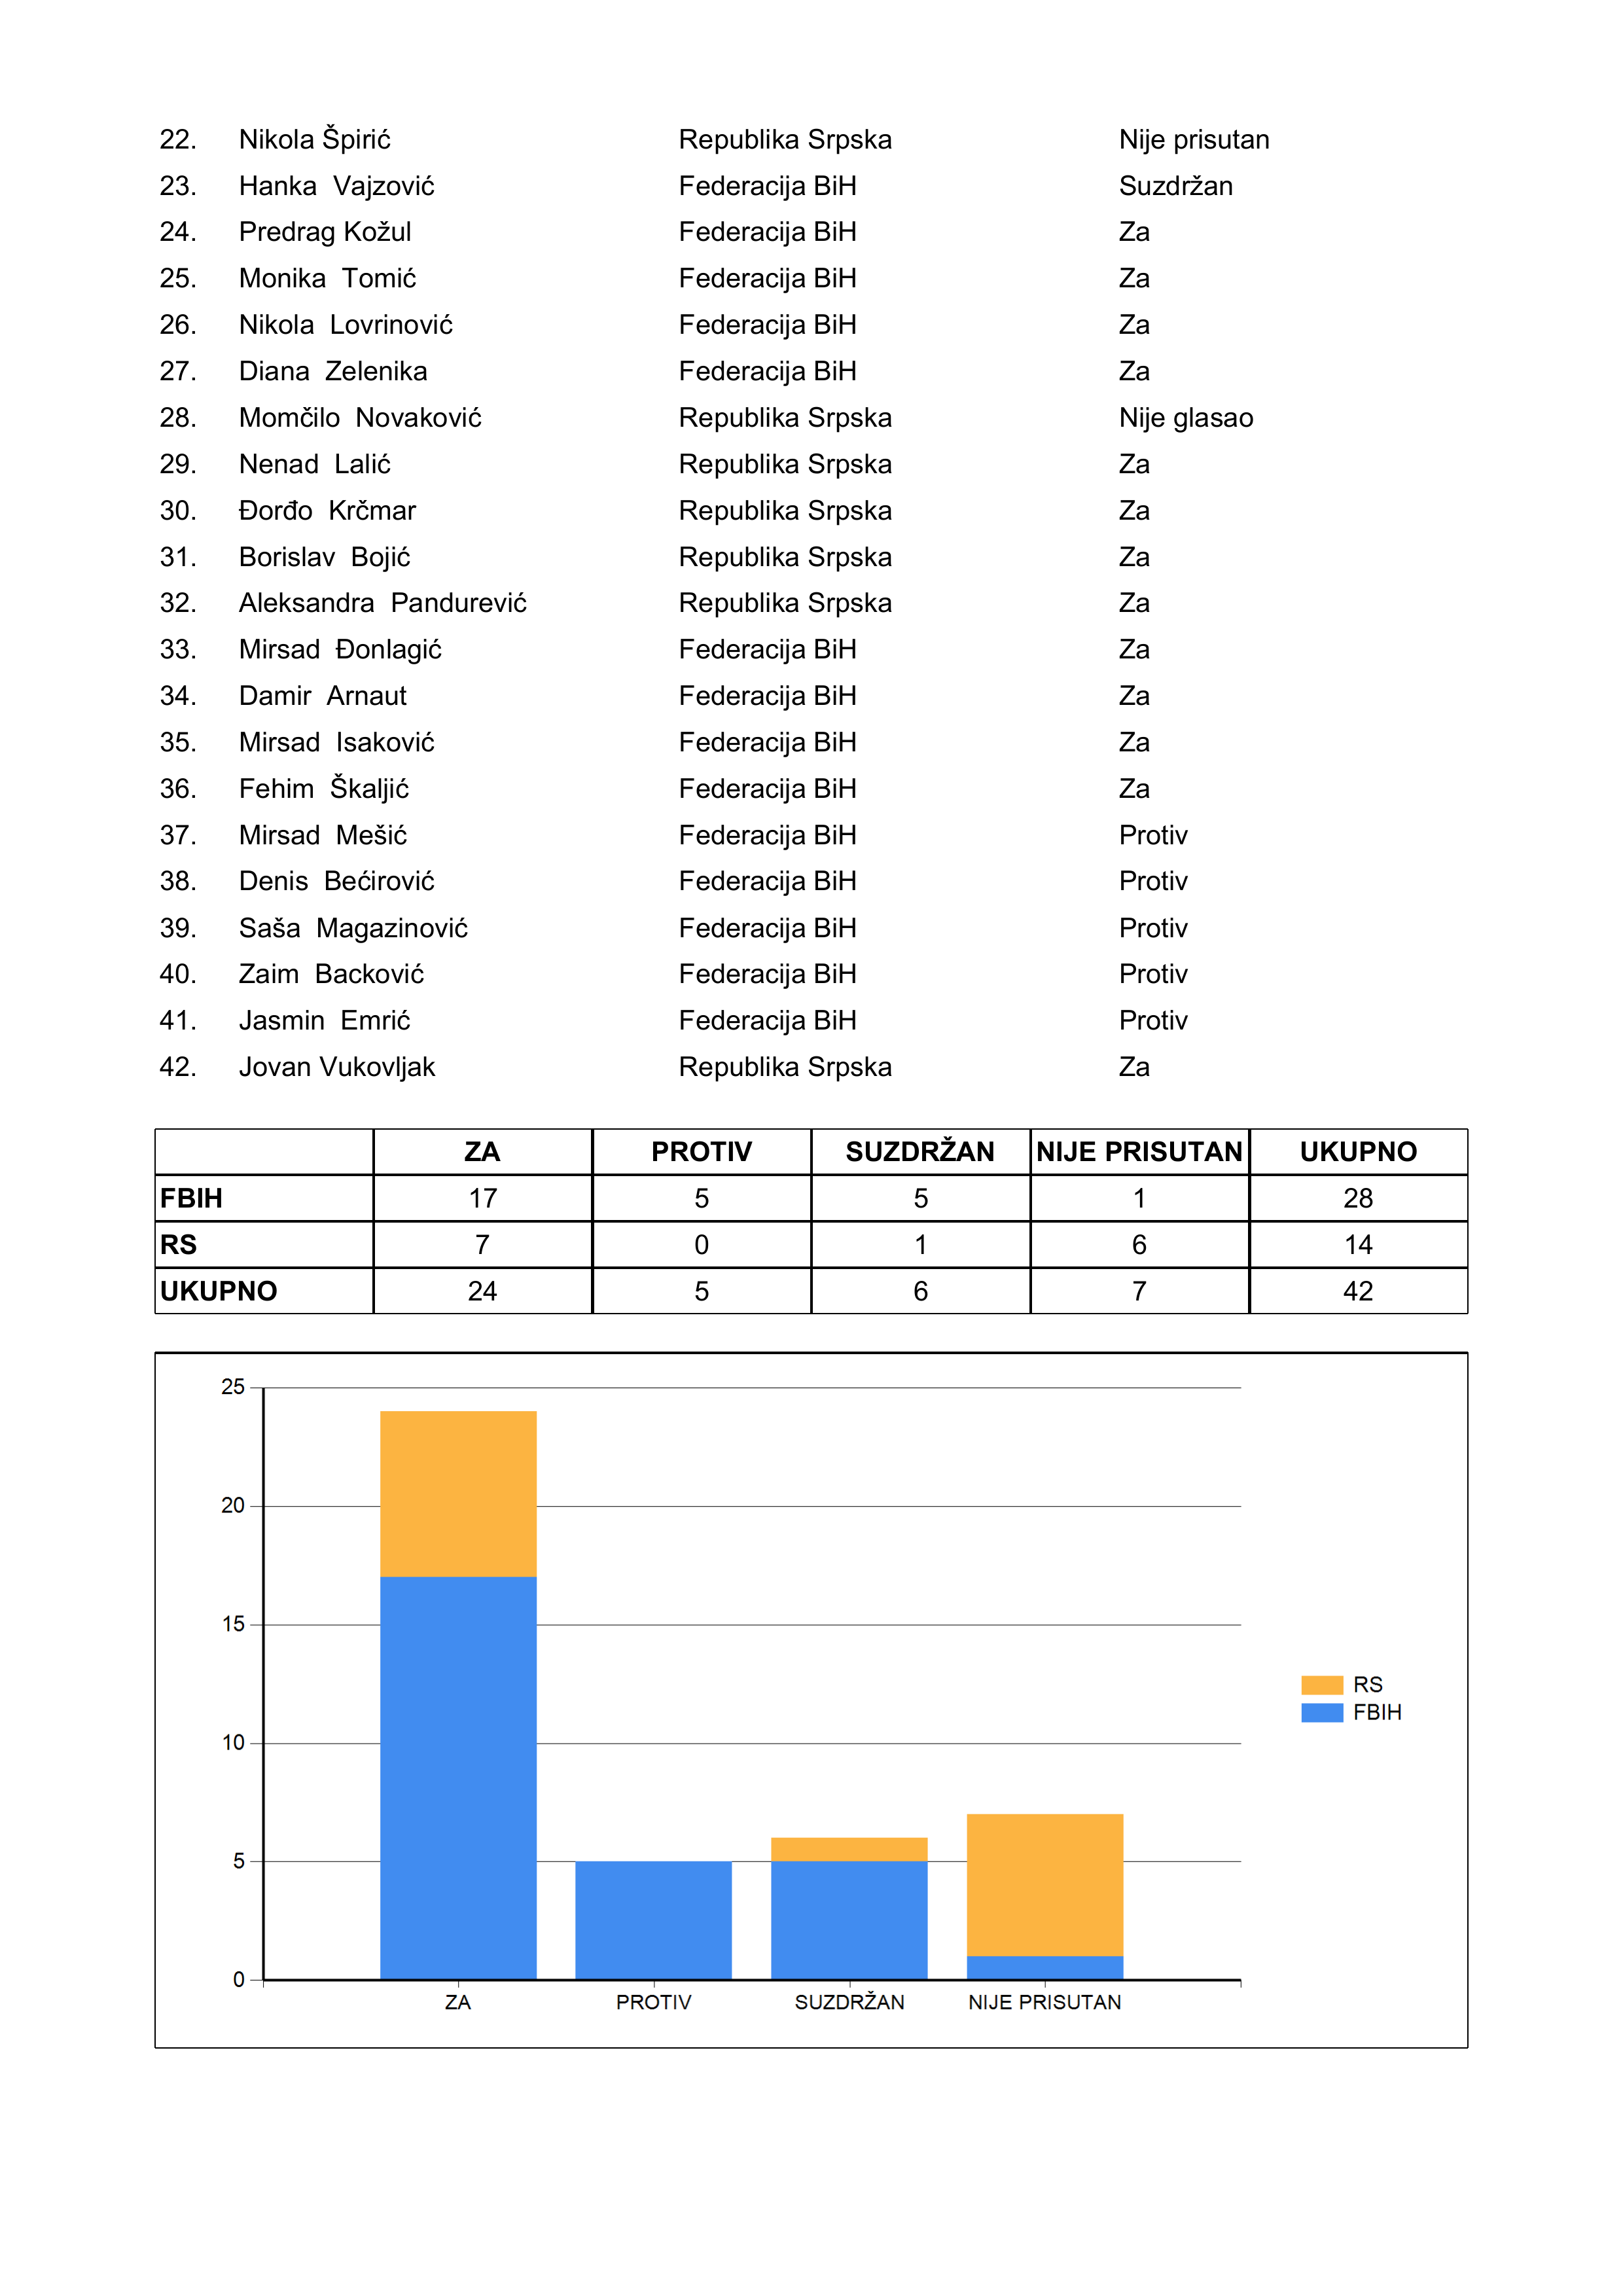 22. Nikola Špirić Republika Srpska Nije prisutan
23. Hanka Vajzović Federacija BiH Suzdržan
24. Predrag Kožul Federacija BiH Za
25. Monika Tomić Federacija BiH Za
26. Nikola Lovrinović Federacija BiH Za
27. Diana Zelenika Federacija BiH Za
28. Momčilo Novaković Republika Srpska Nije glasao
29. Nenad Lalić Republika Srpska Za
30. Đorđo Krčmar Republika Srpska Za
31. Borislav Bojić Republika Srpska Za
32. Aleksandra Pandurević Republika Srpska Za
33. Mirsad Đonlagić Federacija BiH Za
34. Damir Arnaut Federacija BiH Za
35. Mirsad Isaković Federacija BiH Za
36. Fehim Škaljić Federacija BiH Za
37. Mirsad Mešić Federacija BiH Protiv
38. Denis Bećirović Federacija BiH Protiv
39. Saša Magazinović Federacija BiH Protiv
40. Zaim Backović Federacija BiH Protiv
41. Jasmin Emrić Federacija BiH Protiv
42. Jovan Vukovljak Republika Srpska Za
ZA PROTIV SUZDRŽAN NIJE PRISUTAN UKUPNO
FBIH 17 5 5 1 28
RS 7 0 1 6 14
UKUPNO 24 5 6 7 42
25
20
15
10
5
0
ZA PROTIV SUZDRŽAN NIJE PRISUTAN
RS
FBIH